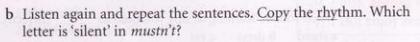 b Listen again and repeat the sentences. Copy the rhythm. Which
letter is 'silent' in mustn't?